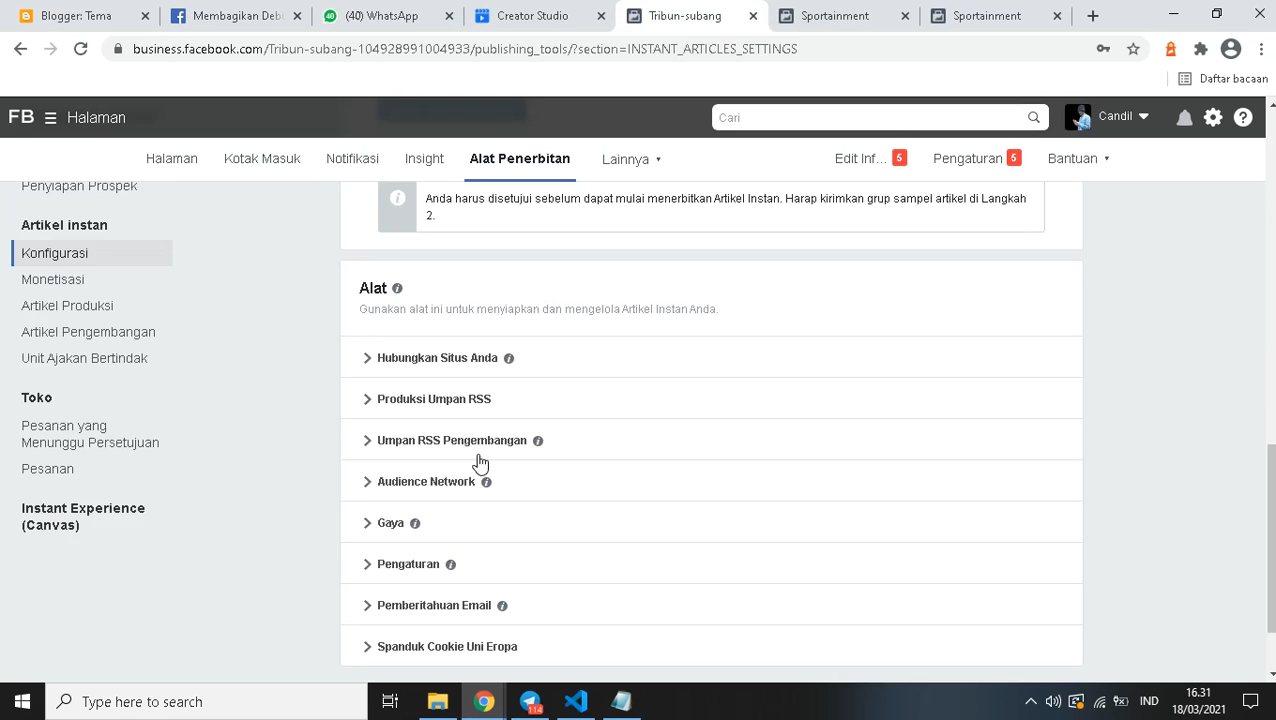 Blogger: Tema
Membagikan Deb
(40) WhatsApp
Creator Studio
Tribun-subang
Sportainment
Sportainment
business.facebook.com/Tribun-subang-104928991004933/publishing_tools/?section=INSTANT_ARTICLES_SETTINGS
Daftar bacaan
FB
Halaman
Cari
Candil
Halaman
Kotak Masuk
Notifikasi
Insight
Alat Penerbitan
Lainnya
Edit Inf... 5
Pengaturan 5
Bantuan
Penyiapan Prospek
Artikel instan
Konfigurasi
Monetisasi
Artikel Produksi
Artikel Pengembangan
Unit Ajakan Bertindak
Toko
Pesanan yang
Menunggu Persetujuan
Pesanan
Instant Experience
(Canvas)
Anda harus disetujui sebelum dapat mulai menerbitkan Artikel Instan. Harap kirimkan grup sampel artikel di Langkah
2.
Alat
Gunakan alat ini untuk menyiapkan dan mengelola Artikel Instan Anda.
Hubungkan Situs Anda
Produksi Umpan RSS
Umpan RSS Pengembangan
Audience Network
Gaya
Pengaturan
Pemberitahuan Email
Spanduk Cookie Uni Eropa
Type here to search
114
IND
16.31
18/03/2021